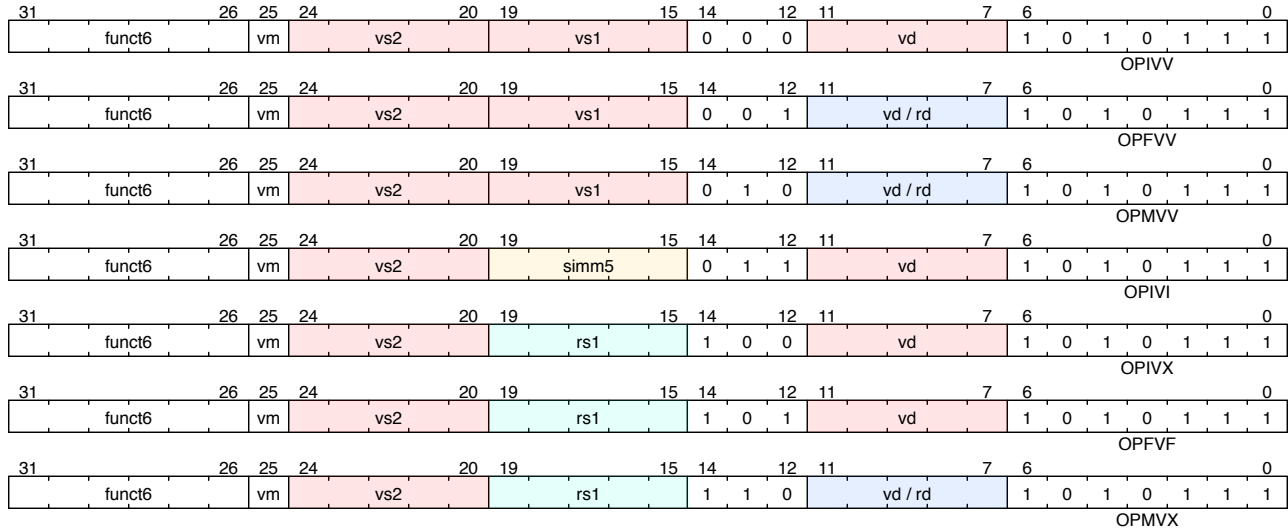 31 26 25 24 20 19 15 14 12 11 7 6 0
funct6 vm vs2 vs1 0 0 0 vd 1 0 1 0 1 1 1
OPIVV
31 26 25 24 20 19 15 14 12 11 7 6 0
funct6 vm vs2 vs1 0 0 1 vd / rd 1 0 1 0 1 1 1
OPFVV
31 26 25 24 20 19 15 14 12 11 7 6 0
funct6 vm vs2 vs1 0 1 0 vd / rd 1 0 1 0 1 1 1
OPMVV
31 26 25 24 20 19 15 14 12 11 7 6 0
funct6 vm vs2 simm5 0 1 1 vd 1 0 1 0 1 1 1
OPIVI
31 26 25 24 20 19 15 14 12 11 7 6 0
funct6 vm vs2 rs1 1 0 0 vd 1 0 1 0 1 1 1
OPIVX
31 26 25 24 20 19 15 14 12 11 7 6 0
funct6 vm vs2 rs1 1 0 1 vd 1 0 1 0 1 1 1
OPFVF
31 26 25 24 20 19 15 14 12 11 7 6 0
funct6 vm vs2 rs1 1 1 0 vd / rd 1 0 1 0 1 1 1
OPMVX